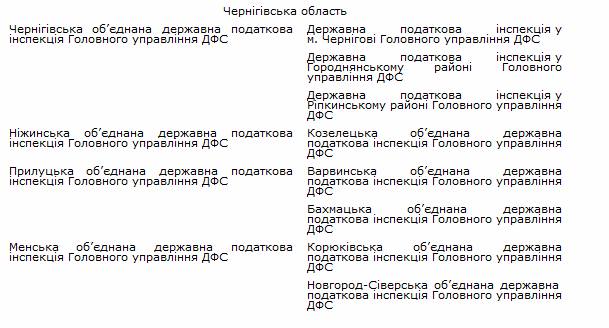 Чернігівська область
Чернігівська об’єднана державна податкова
інспекція Головного управління ДФС
Державна податкова інспекція у
м. Чернігові Головного управління ДФС
Державна податкова інспекція у
Городнянському районі Головного
управління ДФС
Державна податкова інспекція у
Ріпкинському районі Головного управління
ДФС
Ніжинська об’єднана державна податкова
інспекція Головного управління ДФС
Козелецька об’єднана державна
податкова інспекція Головного управління
ДФС
Прилуцька об’єднана державна податкова
інспекція Головного управління ДФС
Варвинська об’єднана державна
податкова інспекція Головного управління
ДФС
Бахмацька об’єднана державна
податкова інспекція Головного управління
ДФС
Менська об’єднана державна податкова
інспекція Головного управління ДФС
Корюківська об’єднана державна
податкова інспекція Головного управління
ДФС
Новгород-Сіверська об’єднана державна
податкова інспекція Головного управління
ДФС